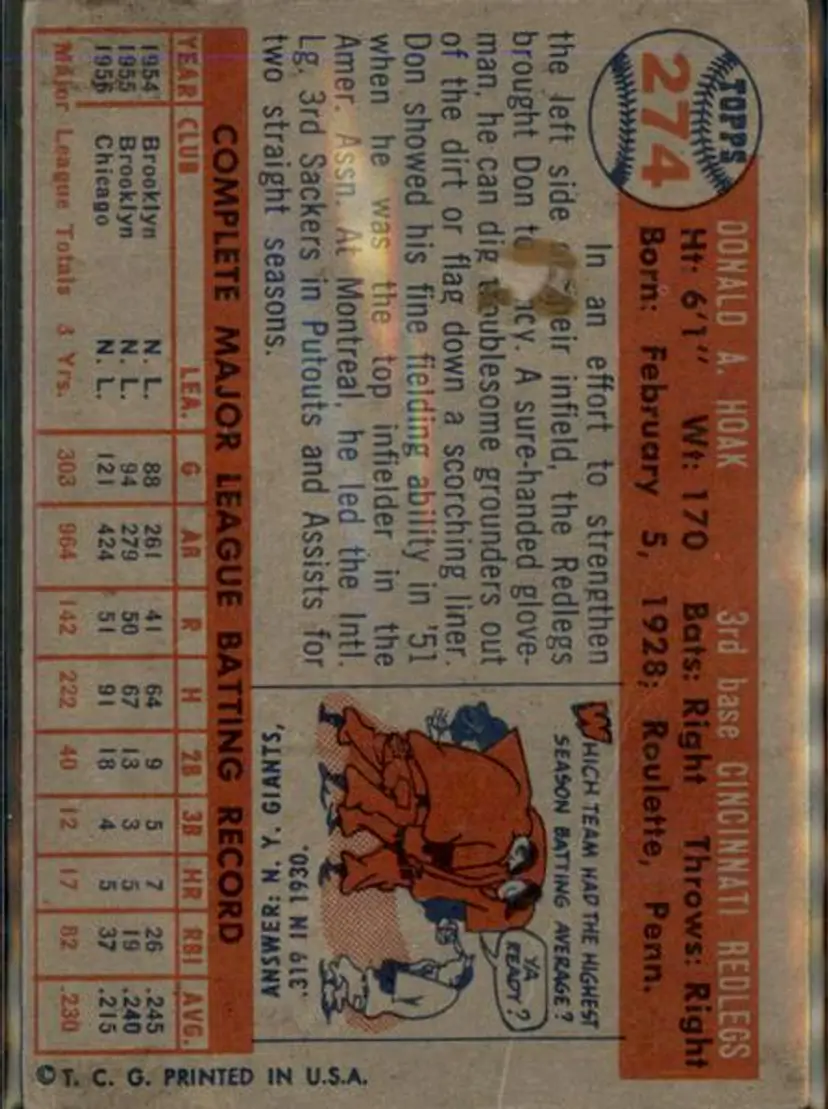 TOPPS
274
DONALD A. HOAK 3rd base CINCINNATI REDLEGS
Ht: 6'1" Wt: 170 Bats: Right Throws: Right
Born: February 5, 1928; Roulette, Penn.
In an effort to strengthen
the left side infield, the Redlegs
brought Don A sure-handed glove-
man, he can dig grounders out
of the dirt or flag down a scorching liner.
Don showed his fine fielding ability in '51
when he was the top infielder in the
Amer. Assn. At Montreal, he led the Intl.
Lg. 3rd Sackers in Putouts and Assists for
two straight seasons.
WHICH TEAM HAD THE HIGHEST
SEASON BATTING AVERAGE?
YA
READY?
ANSWER: N. Y. GIANTS,
.319 IN 1930.
COMPLETE MAJOR LEAGUE BATTING RECORD
YEAR CLUB LEA. G AB R H 2B 3B HR RBI AVG.
1954 Brooklyn N. L. 88 261 41 64 9 5 7 26 .245
1955 Brooklyn N. L. 94 279 50 67 13 3 5 19 .240
1956 Chicago N. L. 121 424 51 91 18 4 5 37 .215
Major League Totals 3 Yrs. 303 964 142 222 40 12 17 82 .230
© T. C. G. PRINTED IN U.S.A.